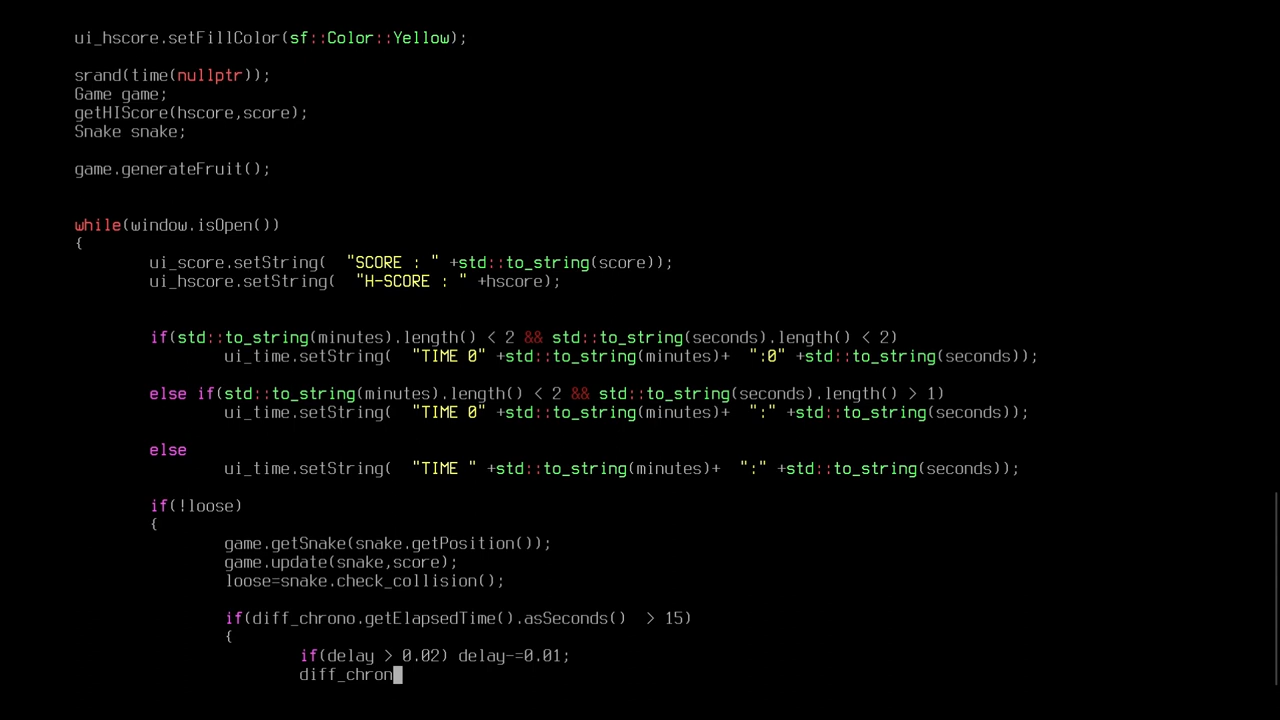 ui_hscore.setFillColor(sf::Color::Yellow);
srand(time(nullptr));
Game game;
getHIScore(hscore,score);
Snake snake;
game.generateFruit();
while(window.isOpen())
{
ui_score.setString(  "SCORE : " +std::to_string(score));
ui_hscore.setString(  "H-SCORE : " +hscore);
if(std::to_string(minutes).length() < 2 && std::to_string(seconds).length() < 2)
ui_time.setString(  "TIME 0" +std::to_string(minutes)+  ":0" +std::to_string(seconds));
else if(std::to_string(minutes).length() < 2 && std::to_string(seconds).length() > 1)
ui_time.setString(  "TIME 0" +std::to_string(minutes)+  ":" +std::to_string(seconds));
else
ui_time.setString(  "TIME " +std::to_string(minutes)+  ":" +std::to_string(seconds));
if(!loose)
{
game.getSnake(snake.getPosition());
game.update(snake,score);
loose=snake.check_collision();
if(diff_chrono.getElapsedTime().asSeconds()  > 15)
{
if(delay > 0.02) delay-=0.01;
diff_chron